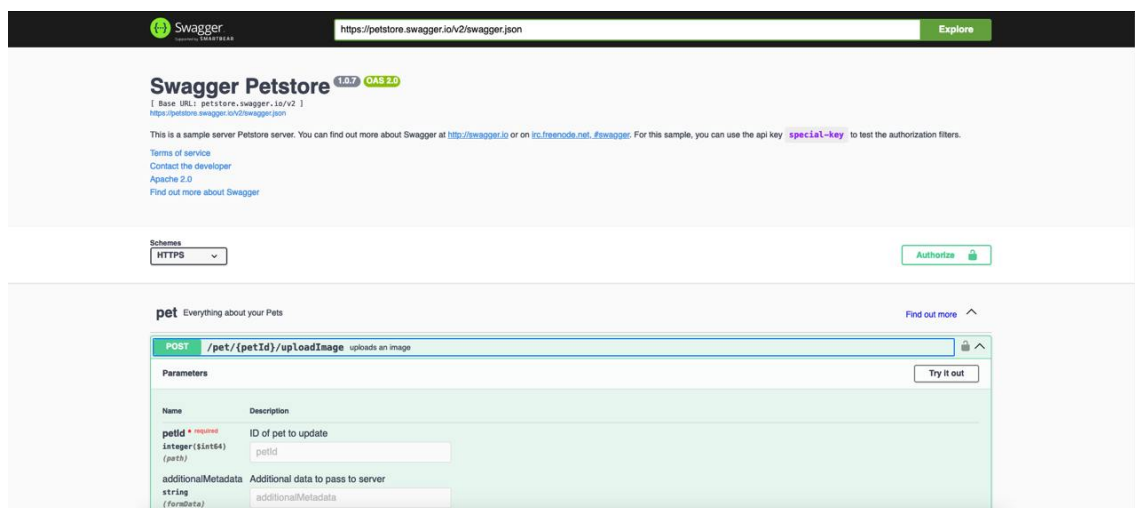 Swagger
Supported by SMARTBEAR
https://petstore.swagger.io/v2/swagger.json
Explore
Swagger Petstore 1.0.7 OAS 2.0
[ Base URL: petstore.swagger.io/v2 ]
https://petstore.swagger.io/v2/swagger.json
This is a sample server Petstore server. You can find out more about Swagger at http://swagger.io or on irc.freenode.net, #swagger. For this sample, you can use the api key special-key to test the authorization filters.
Terms of service
Contact the developer
Apache 2.0
Find out more about Swagger
Schemes
HTTPS
Authorize
pet Everything about your Pets
Find out more
POST /pet/{petId}/uploadImage uploads an image
Parameters
Try it out
Name Description
petId * required ID of pet to update
integer($int64)
(path)
petId
additionalMetadata Additional data to pass to server
string
(formData)
additionalMetadata